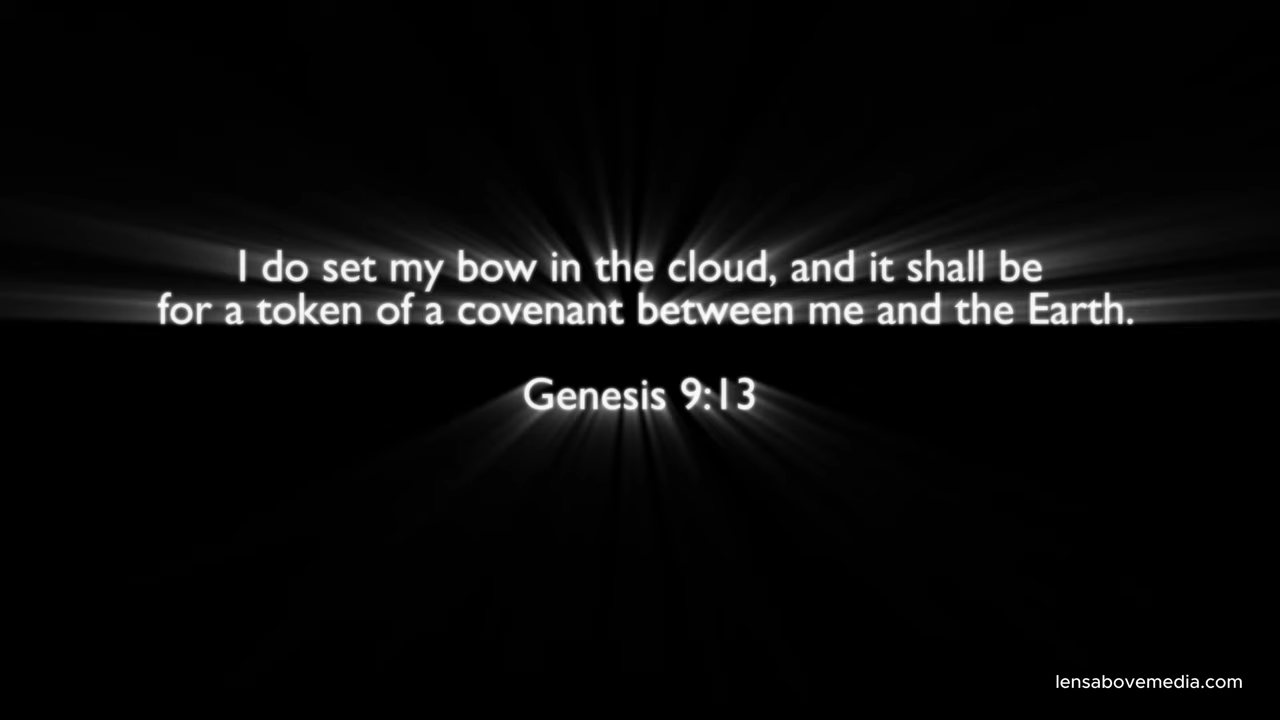 I do set my bow in the cloud, and it shall be
for a token of a covenant between me and the Earth.
Genesis 9:13
lensabovemedia.com